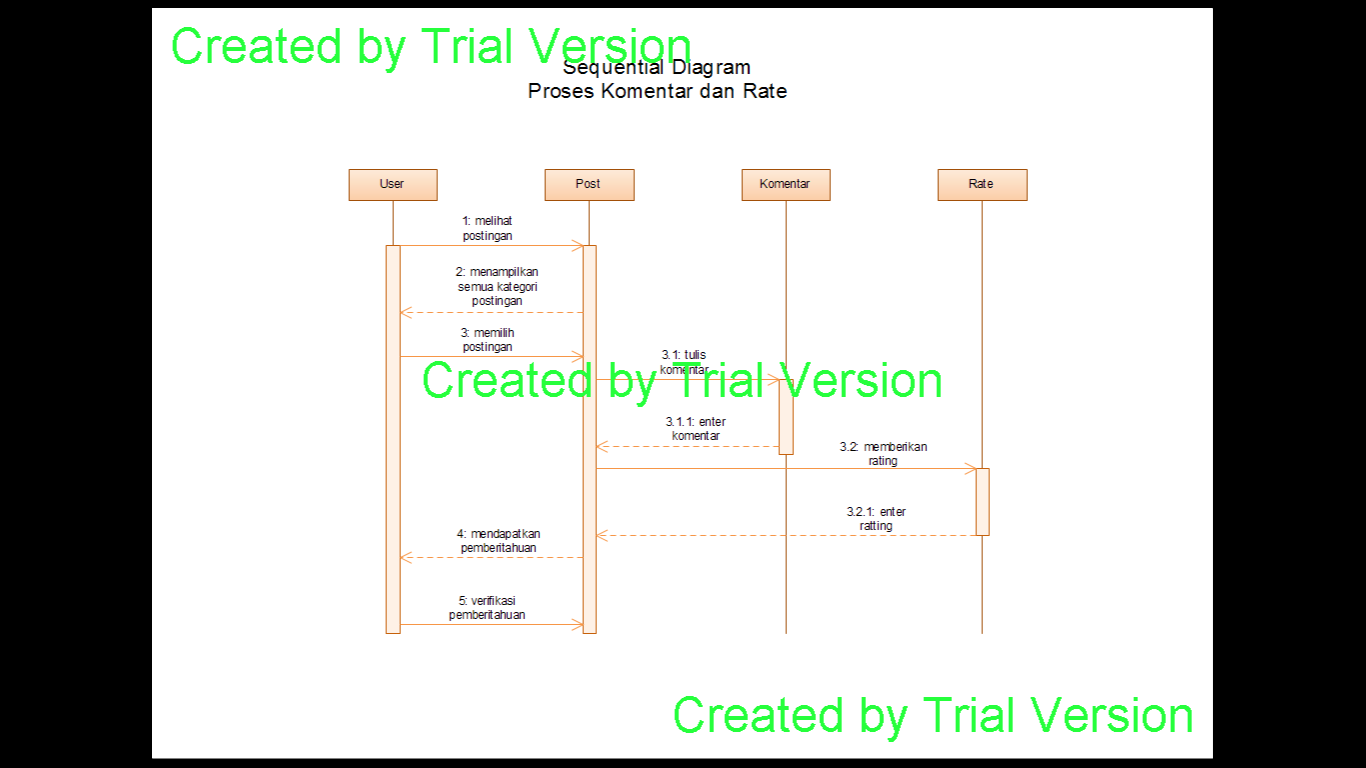 Created by Trial Version
Sequential Diagram
Proses Komentar dan Rate
User
Post
Komentar
Rate
1: melihat
postingan
2: menampilkan
semua kategori
postingan
3: memilih
postingan
3.1: tulis
komentar
Created by Trial Version
3.1.1: enter
komentar
3.2: memberikan
rating
3.2.1: enter
ratting
4: mendapatkan
pemberitahuan
5: verifikasi
pemberitahuan
Created by Trial Version